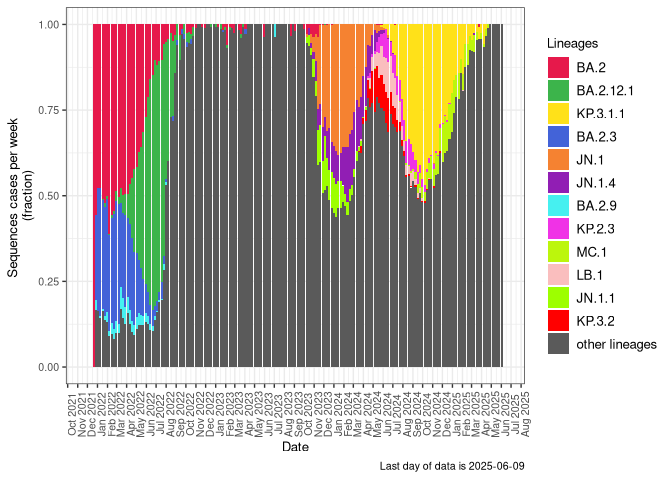 Sequences cases per week
(fraction)
1.00
0.75
0.50
0.25
0.00
Oct 2021
Nov 2021
Dec 2021
Jan 2022
Feb 2022
Mar 2022
Apr 2022
May 2022
Jun 2022
Jul 2022
Aug 2022
Sep 2022
Oct 2022
Nov 2022
Dec 2022
Jan 2023
Feb 2023
Mar 2023
Apr 2023
May 2023
Jun 2023
Jul 2023
Aug 2023
Sep 2023
Oct 2023
Nov 2023
Dec 2023
Jan 2024
Feb 2024
Mar 2024
Apr 2024
May 2024
Jun 2024
Jul 2024
Aug 2024
Sep 2024
Oct 2024
Nov 2024
Dec 2024
Jan 2025
Feb 2025
Mar 2025
Apr 2025
May 2025
Jun 2025
Jul 2025
Aug 2025
Date
Lineages
BA.2
BA.2.12.1
KP.3.1.1
BA.2.3
JN.1
JN.1.4
BA.2.9
KP.2.3
MC.1
LB.1
JN.1.1
KP.3.2
other lineages
Last day of data is 2025-06-09